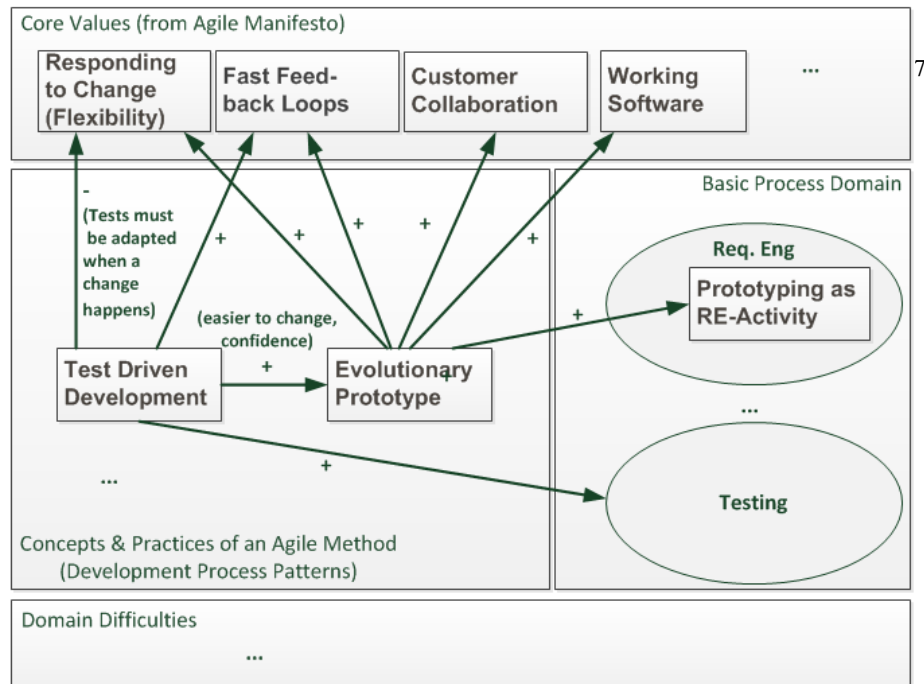 Core Values (from Agile Manifesto)
Responding
to Change
(Flexibility)
Fast Feed-
back Loops
Customer
Collaboration
Working
Software
...
7
-
(Tests must
be adapted
when a
change
happens)
+
+
+
+
+
(easier to change,
confidence)
+
Test Driven
Development
+
Evolutionary
Prototype
+
+
...
Concepts & Practices of an Agile Method
(Development Process Patterns)
Basic Process Domain
Req. Eng
Prototyping as
RE-Activity
...
Testing
Domain Difficulties
...